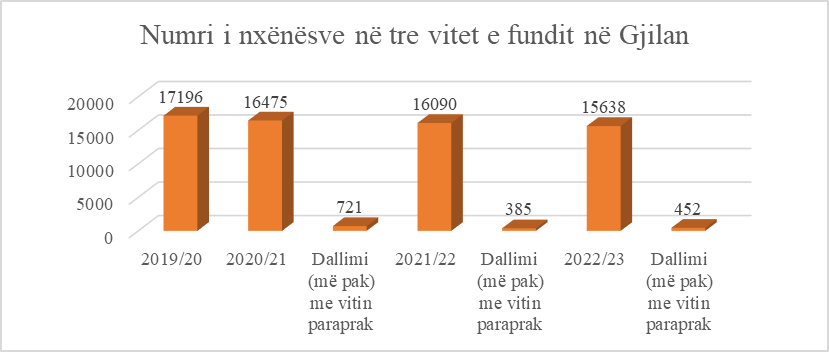 Numri i nxënësve në tre vitet e fundit në Gjilan
20000
15000
10000
5000
0
17196
16475
721
16090
385
15638
452
2019/20
2020/21
Dallimi
(më pak)
me vitin
paraprak
2021/22
Dallimi
(më pak)
me vitin
paraprak
2022/23
Dallimi
(më pak)
me vitin
paraprak